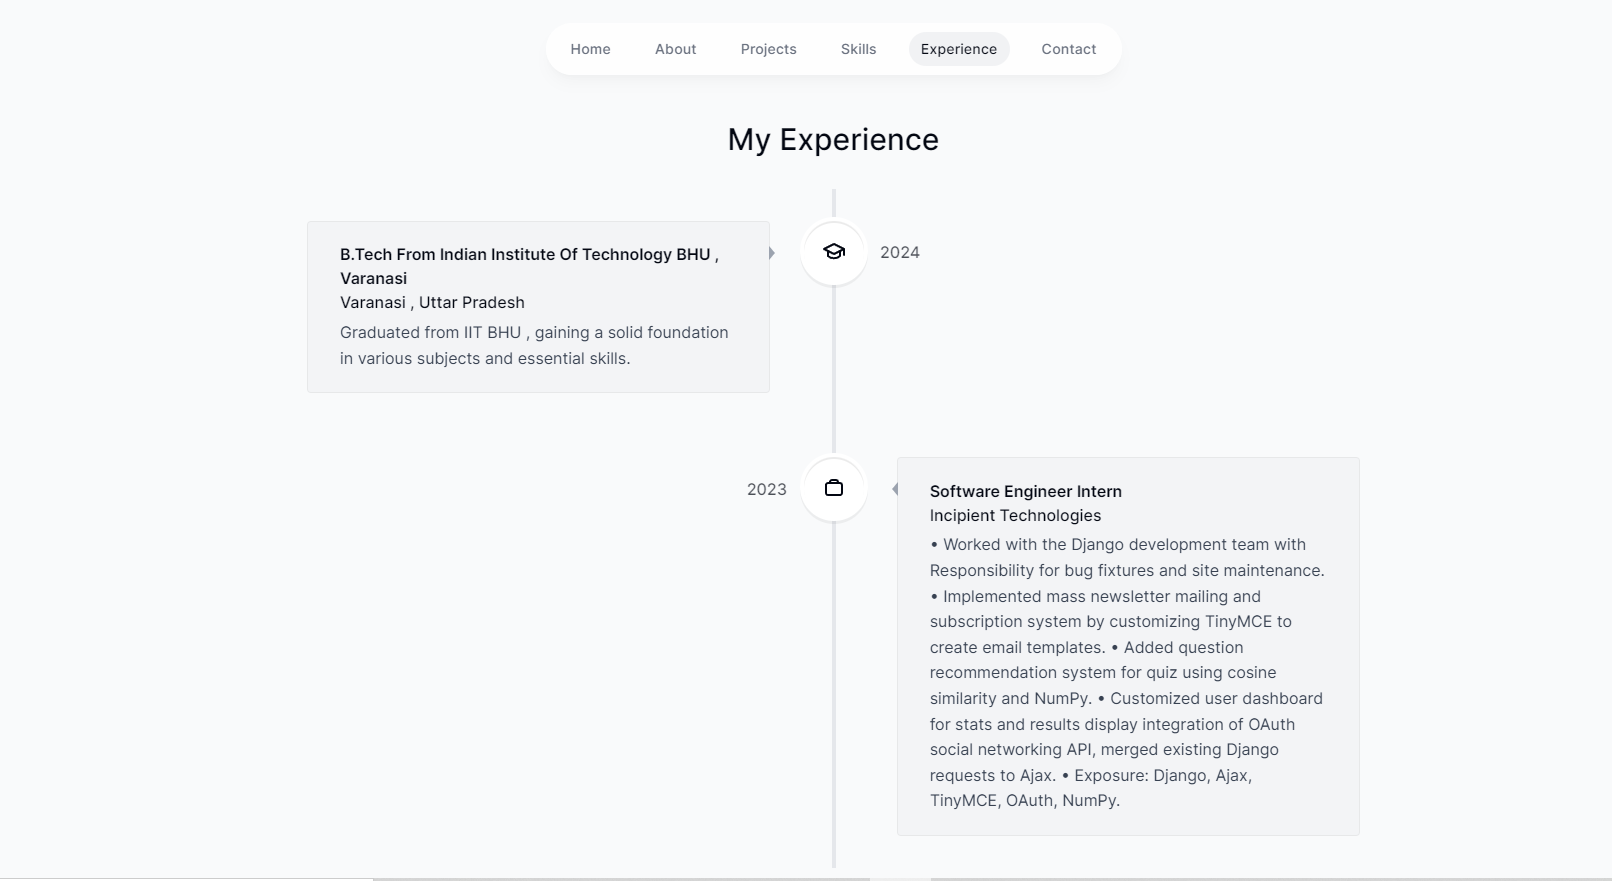 Home About Projects Skills Experience Contact
My Experience
B.Tech From Indian Institute Of Technology BHU ,
Varanasi
Varanasi , Uttar Pradesh
Graduated from IIT BHU , gaining a solid foundation
in various subjects and essential skills.
2024
2023
Software Engineer Intern
Incipient Technologies
• Worked with the Django development team with
Responsibility for bug fixtures and site maintenance.
• Implemented mass newsletter mailing and
subscription system by customizing TinyMCE to
create email templates. • Added question
recommendation system for quiz using cosine
similarity and NumPy. • Customized user dashboard
for stats and results display integration of OAuth
social networking API, merged existing Django
requests to Ajax. • Exposure: Django, Ajax,
TinyMCE, OAuth, NumPy.